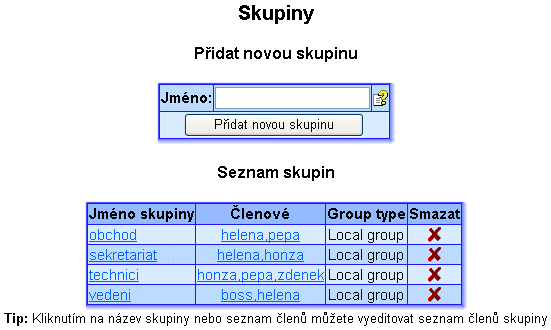 Skupiny
Přidat novou skupinu
Jméno:
Přidat novou skupinu
Seznam skupin
Jméno skupiny Členové Group type Smazat
obchod helena,pepa Local group
sekretariat helena,honza Local group
technici honza,pepa,zdenek Local group
vedeni boss,helena Local group
Tip: Kliknutím na název skupiny nebo seznam členů můžete vyeditovat seznam členů skupiny